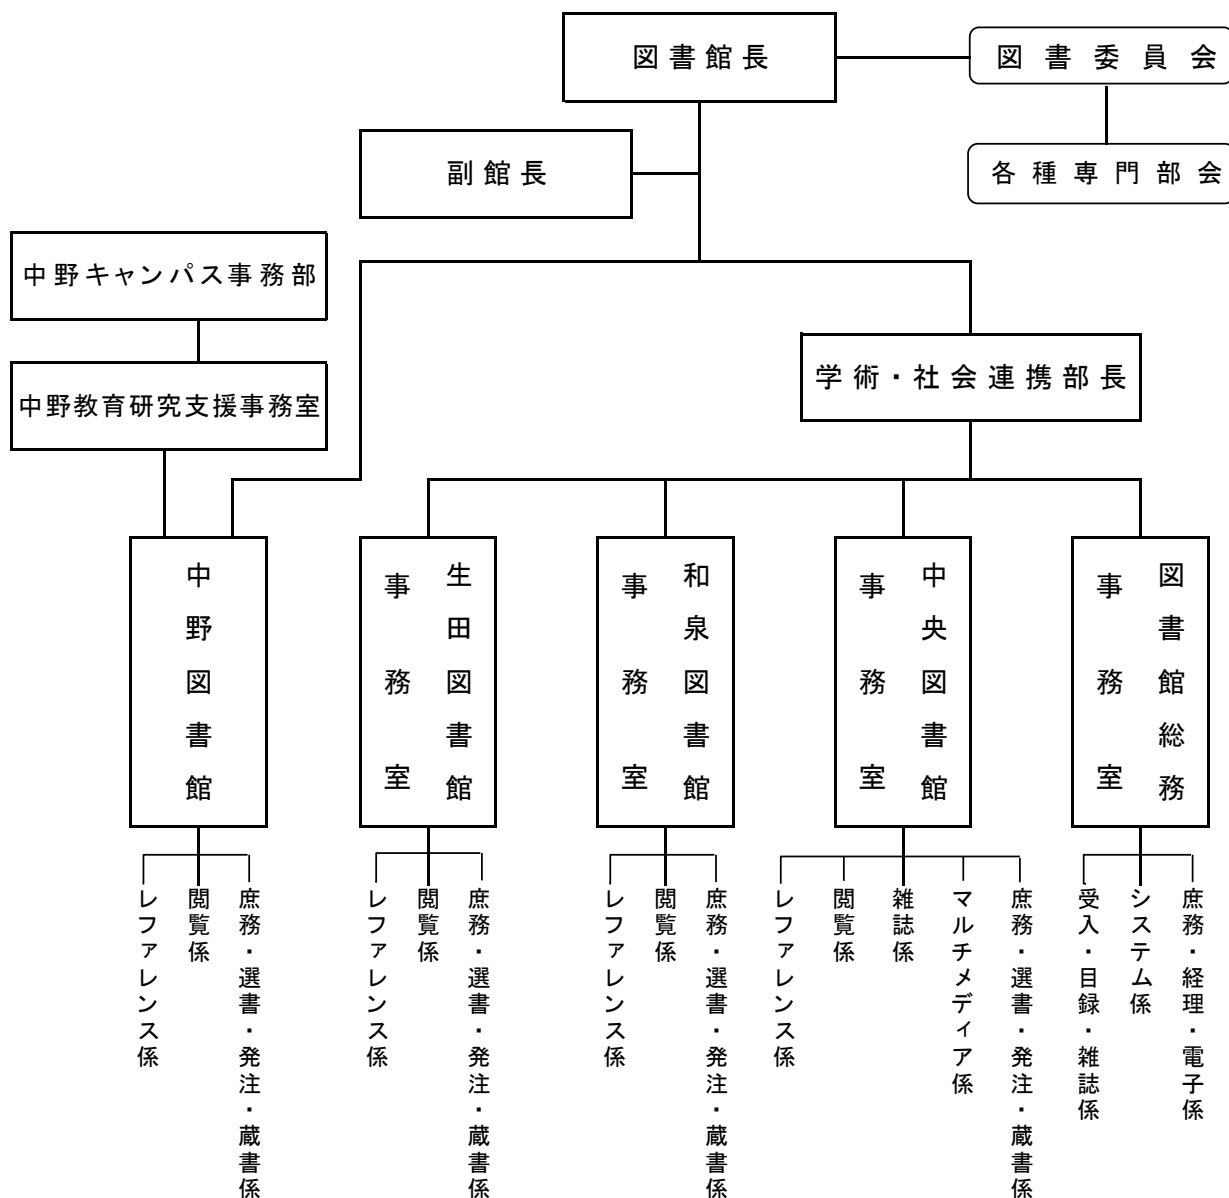 図書館長
図書委員会
副館長
各種専門部会
中野キャンパス事務部
学術・社会連携部長
中野教育研究支援事務室
中野図書館
生田図書館
事務室
和泉図書館
事務室
中央図書館
事務室
図書館総務
事務室
レファレンス係
閲覧係
庶務・選書・発注・蔵書係
レファレンス係
閲覧係
庶務・選書・発注・蔵書係
レファレンス係
閲覧係
庶務・選書・発注・蔵書係
レファレンス係
閲覧係
雑誌係
マルチメディア係
庶務・選書・発注・蔵書係
受入・目録・雑誌係
システム係
庶務・経理・電子係